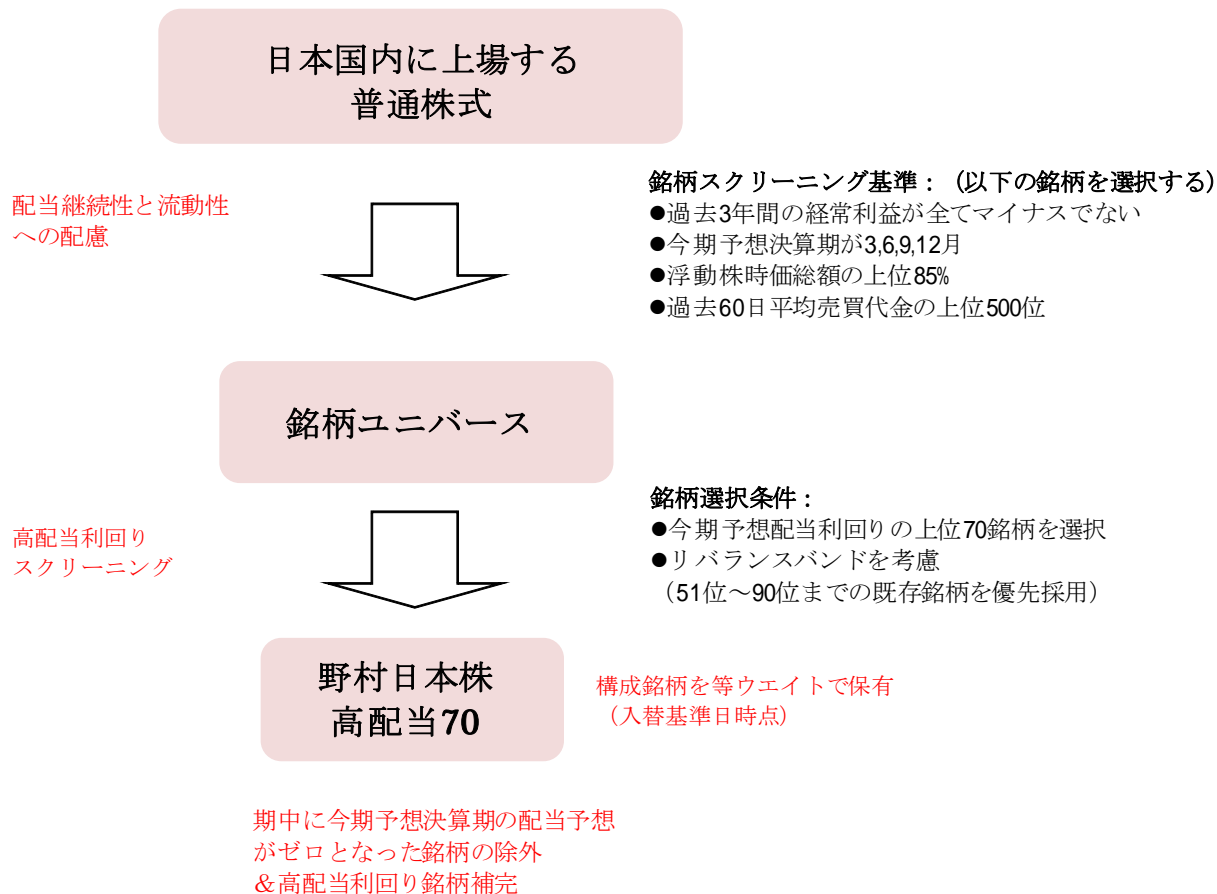 日本国内に上場する
普通株式
配当継続性と流動性
への配慮
銘柄スクリーニング基準：（以下の銘柄を選択する）
●過去3年間の経常利益が全てマイナスでない
●今期予想決算期が3,6,9,12月
●浮動株時価総額の上位85%
●過去60日平均売買代金の上位500位
銘柄ユニバース
高配当利回り
スクリーニング
銘柄選択条件：
●今期予想配当利回りの上位70銘柄を選択
●リバランスバンドを考慮
（51位～90位までの既存銘柄を優先採用）
野村日本株
高配当70
構成銘柄を等ウエイトで保有
（入替基準日時点）
期中に今期予想決算期の配当予想
がゼロとなった銘柄の除外
＆高配当利回り銘柄補完